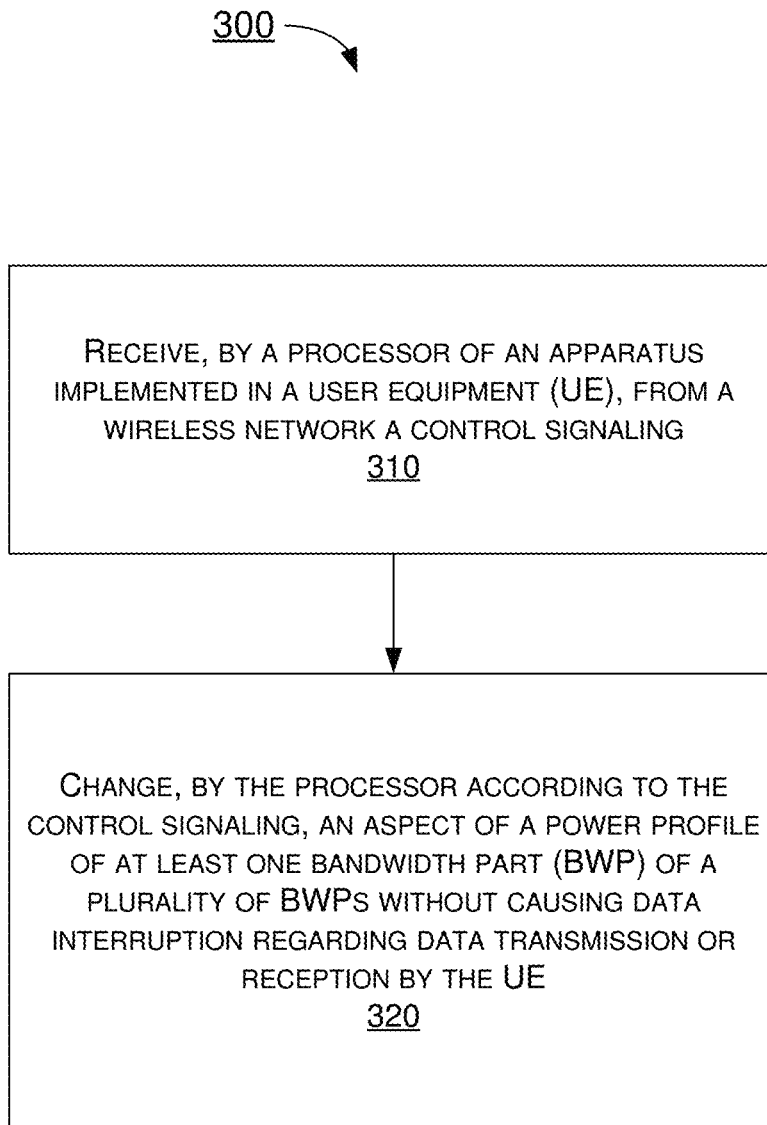 300
RECEIVE, BY A PROCESSOR OF AN APPARATUS
IMPLEMENTED IN A USER EQUIPMENT (UE), FROM A
WIRELESS NETWORK A CONTROL SIGNALING
310
CHANGE, BY THE PROCESSOR ACCORDING TO THE
CONTROL SIGNALING, AN ASPECT OF A POWER PROFILE
OF AT LEAST ONE BANDWIDTH PART (BWP) OF A
PLURALITY OF BWPS WITHOUT CAUSING DATA
INTERRUPTION REGARDING DATA TRANSMISSION OR
RECEPTION BY THE UE
320